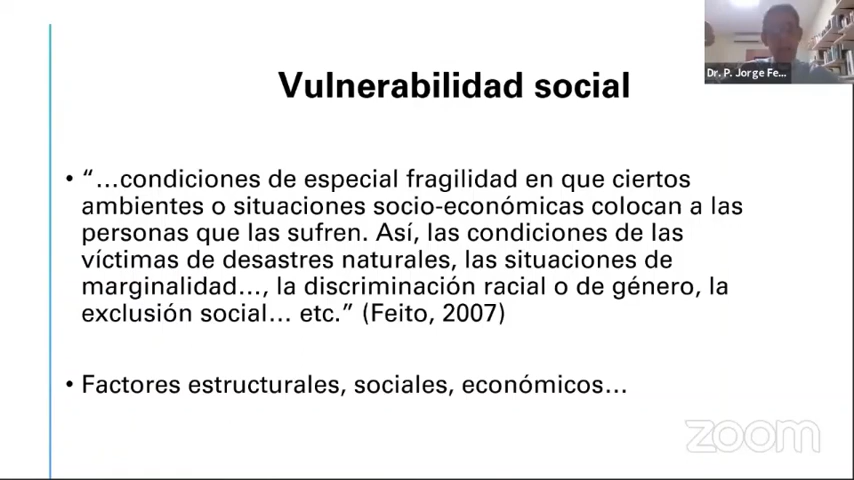 Dr. P. Jorge Fe...
Vulnerabilidad social
• “…condiciones de especial fragilidad en que ciertos
ambientes o situaciones socio-económicas colocan a las
personas que las sufren. Así, las condiciones de las
víctimas de desastres naturales, las situaciones de
marginalidad…, la discriminación racial o de género, la
exclusión social… etc.” (Feito, 2007)
• Factores estructurales, sociales, económicos…
zoom